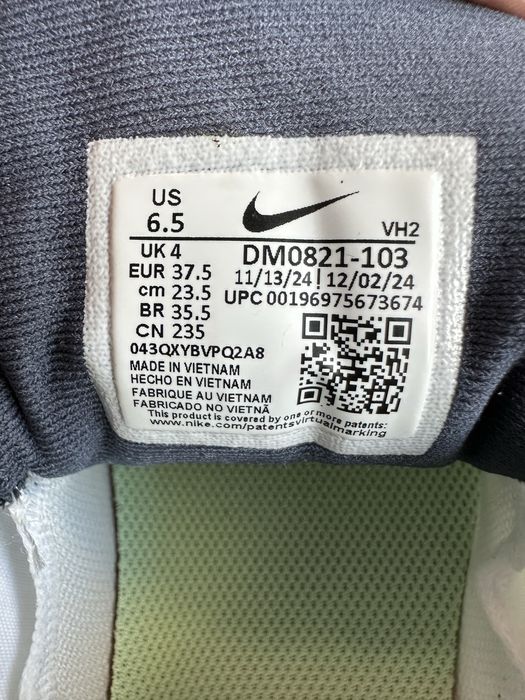 US
6.5
VH2
UK 4
EUR 37.5
cm 23.5
BR 35.5
CN 235
DM0821-103
11/13/24 | 12/02/24
UPC 00196975673674
043QXYBVPQ2A8
MADE IN VIETNAM
HECHO EN VIETNAM
FABRIQUE AU VIETNAM
FABRICADO NO VIETNÃ
This product is covered by one or more patents:
www.nike.com/patentsvirtualmarking